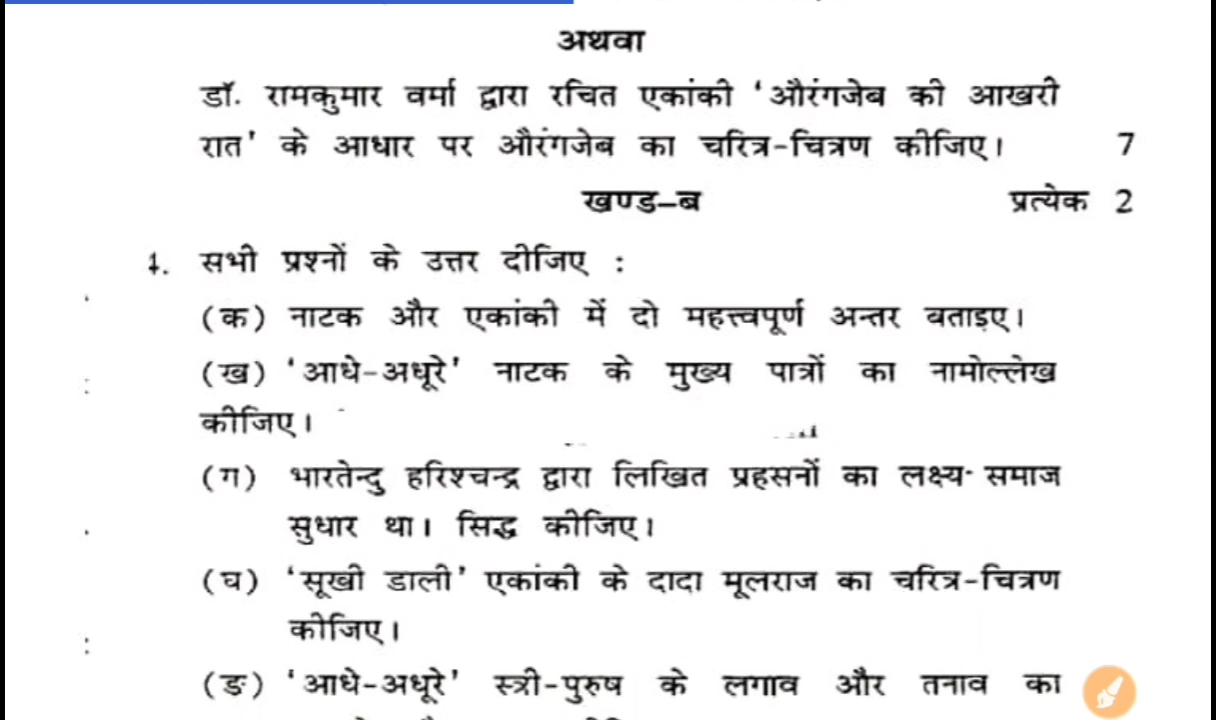 अथवा
डॉ. रामकुमार वर्मा द्वारा रचित एकांकी 'औरंगजेब की आखरी
रात' के आधार पर औरंगजेब का चरित्र-चित्रण कीजिए। 7
खण्ड–ब प्रत्येक 2
4. सभी प्रश्नों के उत्तर दीजिए :
(क) नाटक और एकांकी में दो महत्त्वपूर्ण अन्तर बताइए।
(ख) 'आधे-अधूरे' नाटक के मुख्य पात्रों का नामोल्लेख
कीजिए।
(ग) भारतेन्दु हरिश्चन्द्र द्वारा लिखित प्रहसनों का लक्ष्य समाज
सुधार था। सिद्ध कीजिए।
(घ) 'सूखी डाली' एकांकी के दादा मूलराज का चरित्र-चित्रण
कीजिए।
(ङ) 'आधे-अधूरे' स्त्री-पुरुष के लगाव और तनाव का